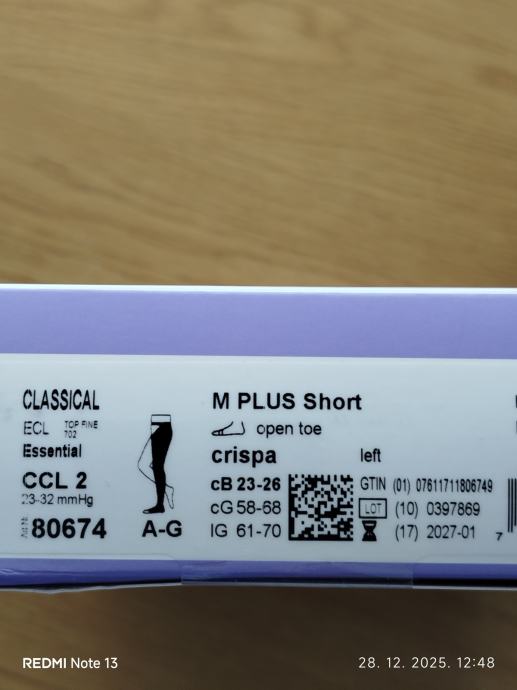 CLASSICAL
ECL TOP FINE
702
Essential
CCL 2
23-32 mmHg
80674
A-G
M PLUS Short
open toe
crispa
left
cB 23-26
cG 58-68
lG 61-70
GTIN (01) 07611711806749
LOT (10) 0397869
(17) 2027-01
7
REDMI Note 13
28. 12. 2025. 12:48